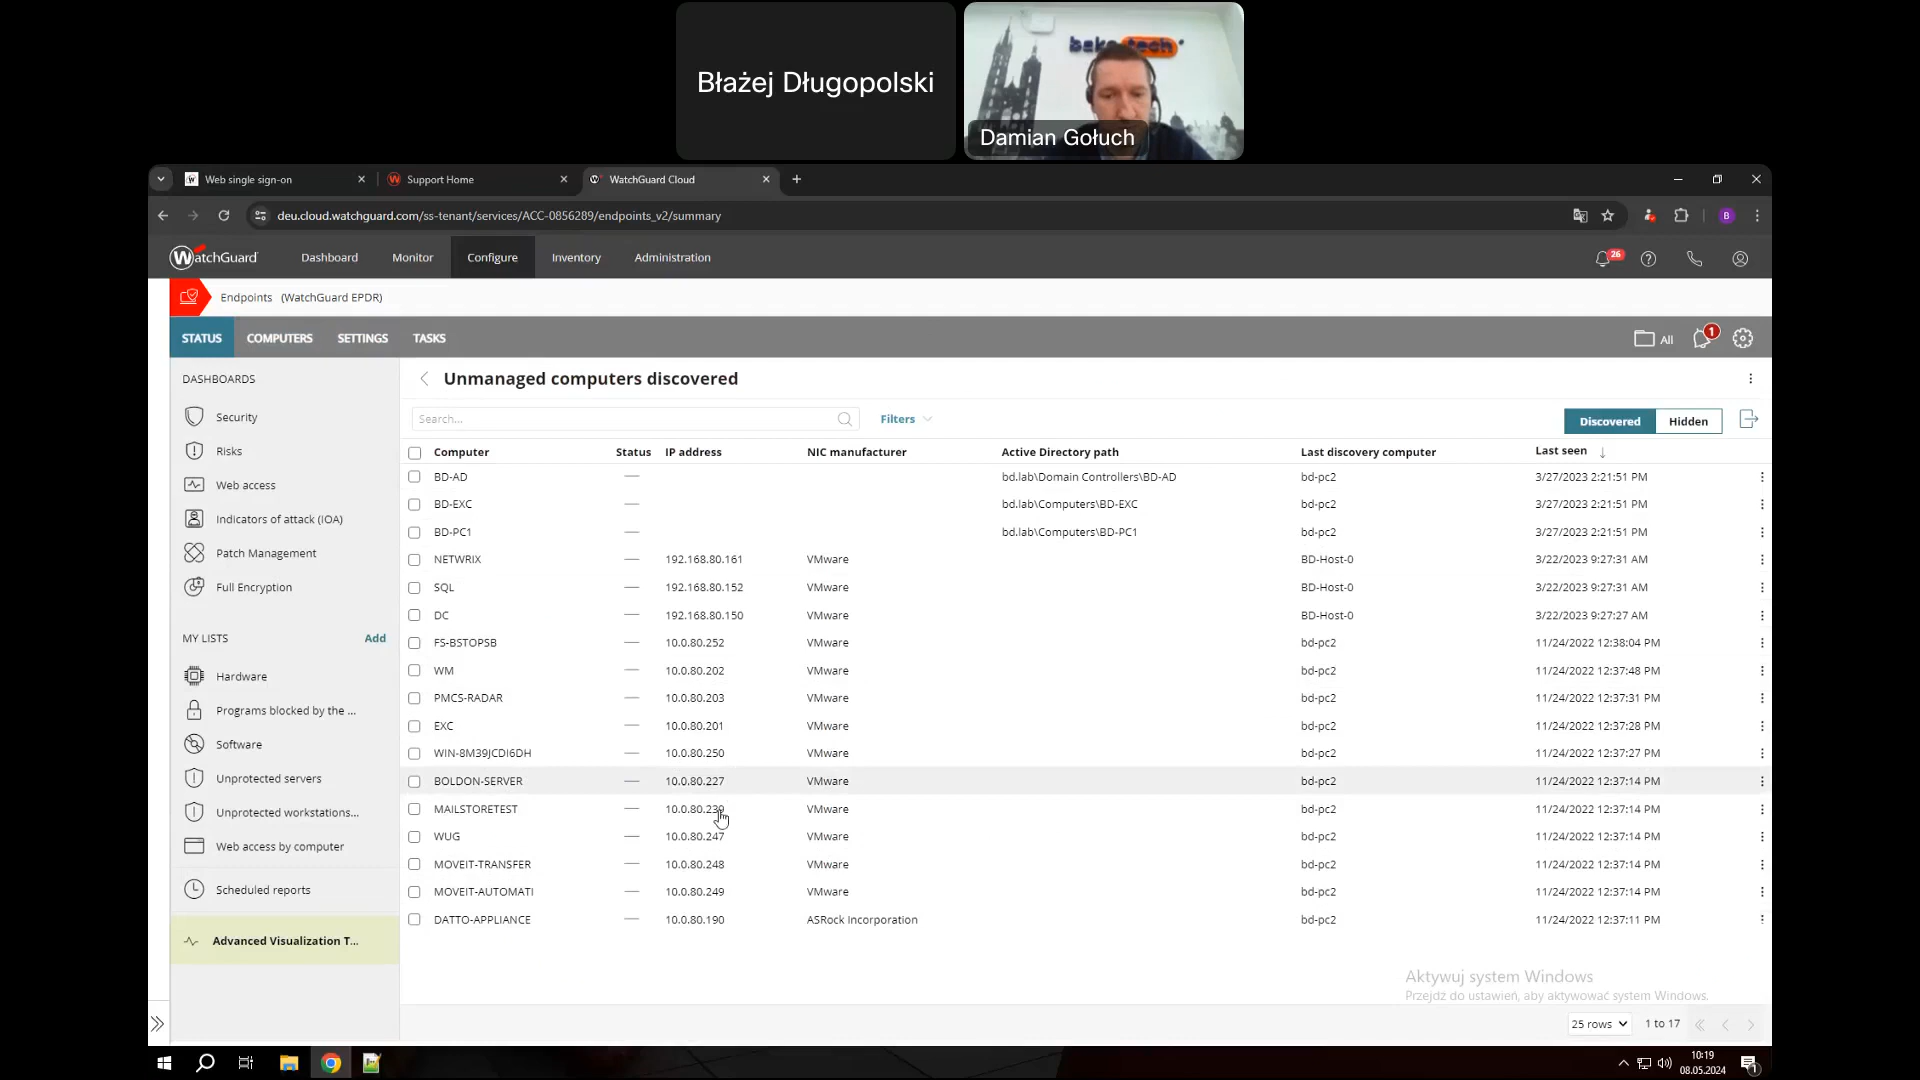 Błażej Długopolski
bakotech
Damian Gołuch
Web single sign-on
Support Home
WatchGuard Cloud
deu.cloud.watchguard.com/ss-tenant/services/ACC-0856289/endpoints_v2/summary
B
WatchGuard
Dashboard
Monitor
Configure
Inventory
Administration
26
Endpoints (WatchGuard EPDR)
STATUS
COMPUTERS
SETTINGS
TASKS
All
1
DASHBOARDS
Security
Risks
Web access
Indicators of attack (IOA)
Patch Management
Full Encryption
MY LISTS Add
Hardware
Programs blocked by the ...
Software
Unprotected servers
Unprotected workstations...
Web access by computer
Scheduled reports
Advanced Visualization T...
Unmanaged computers discovered
Search...
Filters
Discovered
Hidden
Computer Status IP address NIC manufacturer Active Directory path Last discovery computer Last seen
BD-AD — bd.lab\Domain Controllers\BD-AD bd-pc2 3/27/2023 2:21:51 PM
BD-EXC — bd.lab\Computers\BD-EXC bd-pc2 3/27/2023 2:21:51 PM
BD-PC1 — bd.lab\Computers\BD-PC1 bd-pc2 3/27/2023 2:21:51 PM
NETWRIX — 192.168.80.161 VMware BD-Host-0 3/22/2023 9:27:31 AM
SQL — 192.168.80.152 VMware BD-Host-0 3/22/2023 9:27:31 AM
DC — 192.168.80.150 VMware BD-Host-0 3/22/2023 9:27:27 AM
FS-BSTOPSB — 10.0.80.252 VMware bd-pc2 11/24/2022 12:38:04 PM
WM — 10.0.80.202 VMware bd-pc2 11/24/2022 12:37:48 PM
PMCS-RADAR — 10.0.80.203 VMware bd-pc2 11/24/2022 12:37:31 PM
EXC — 10.0.80.201 VMware bd-pc2 11/24/2022 12:37:28 PM
WIN-8M39JCDI6DH — 10.0.80.250 VMware bd-pc2 11/24/2022 12:37:27 PM
BOLDON-SERVER — 10.0.80.227 VMware bd-pc2 11/24/2022 12:37:14 PM
MAILSTORETEST — 10.0.80.239 VMware bd-pc2 11/24/2022 12:37:14 PM
WUG — 10.0.80.247 VMware bd-pc2 11/24/2022 12:37:14 PM
MOVEIT-TRANSFER — 10.0.80.248 VMware bd-pc2 11/24/2022 12:37:14 PM
MOVEIT-AUTOMATI — 10.0.80.249 VMware bd-pc2 11/24/2022 12:37:14 PM
DATTO-APPLIANCE — 10.0.80.190 ASRock Incorporation bd-pc2 11/24/2022 12:37:11 PM
Aktywuj system Windows
Przejdź do ustawień, aby aktywować system Windows.
25 rows 1 to 17
10:19
08.05.2024
1